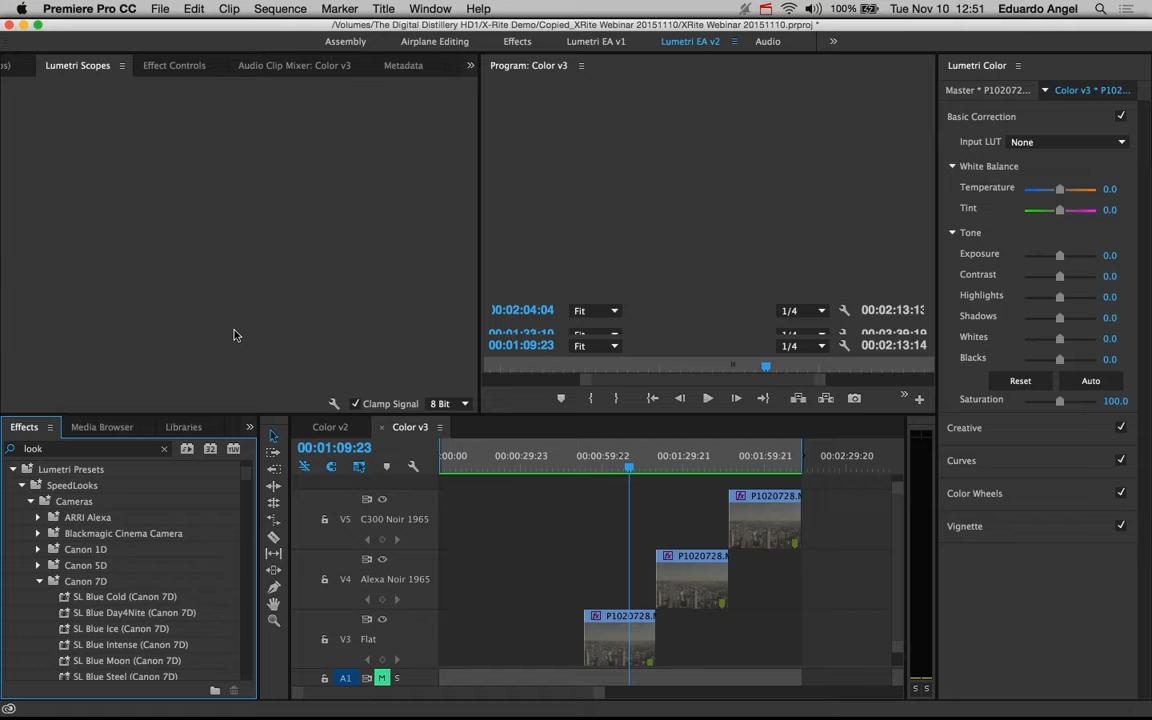 Premiere Pro CC File Edit Clip Sequence Marker Title Window Help 100% Tue Nov 10 12:51 Eduardo Angel
/Volumes/The Digital Distillery HD1/X-Rite Demo/Copied_XRite Webinar 20151110/XRite Webinar 20151110.prproj *
Assembly Airplane Editing Effects Lumetri EA v1 Lumetri EA v2 Audio
Lumetri Scopes Effect Controls Audio Clip Mixer: Color v3 Metadata
Program: Color v3
Lumetri Color
Master * P102072... Color v3 * P102...
Basic Correction
Input LUT None
White Balance
Temperature 0.0
Tint 0.0
Tone
Exposure 0.0
Contrast 0.0
Highlights 0.0
Shadows 0.0
Whites 0.0
Blacks 0.0
Reset Auto
Saturation 100.0
Creative
Curves
Color Wheels
Vignette
00:02:04:04 Fit 1/4 00:02:13:13
00:01:09:23 Fit 1/4 00:02:13:14
Clamp Signal 8 Bit
Effects Media Browser Libraries
look
Lumetri Presets
SpeedLooks
Cameras
ARRI Alexa
Blackmagic Cinema Camera
Canon 1D
Canon 5D
Canon 7D
SL Blue Cold (Canon 7D)
SL Blue Day4Nite (Canon 7D)
SL Blue Ice (Canon 7D)
SL Blue Intense (Canon 7D)
SL Blue Moon (Canon 7D)
SL Blue Steel (Canon 7D)
Color v2 Color v3
00:01:09:23
:00:00 00:00:29:23 00:00:59:22 00:01:29:21 00:01:59:21 00:02:29:20
V5 C300 Noir 1965 P1020728.M
V4 Alexa Noir 1965 P1020728.M
V3 Flat P1020728.M
A1 M S
S S